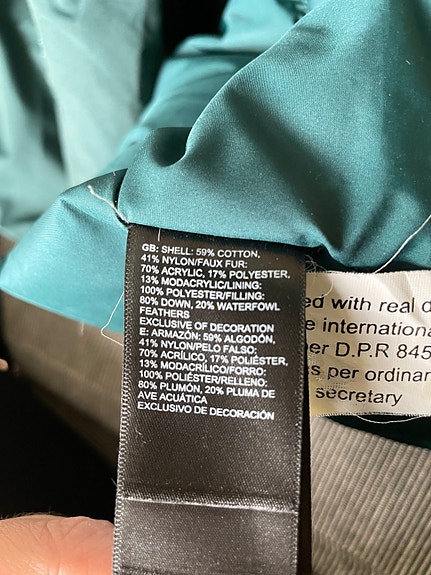 GB: SHELL: 59% COTTON,
41% NYLON/FAUX FUR:
70% ACRYLIC, 17% POLYESTER,
13% MODACRYLIC/LINING:
100% POLYESTER/FILLING:
80% DOWN, 20% WATERFOWL
FEATHERS
EXCLUSIVE OF DECORATION
E: ARMAZÓN: 59% ALGODÓN,
41% NYLON/PELO FALSO:
70% ACRÍLICO, 17% POLIÉSTER,
13% MODACRÍLICO/FORRO:
100% POLIÉSTER/RELLENO:
80% PLUMÓN, 20% PLUMA DE
AVE ACUÁTICA
EXCLUSIVO DE DECORACIÓN
ed with real d
e internationa
er D.P.R 845
s per ordinar
secretary